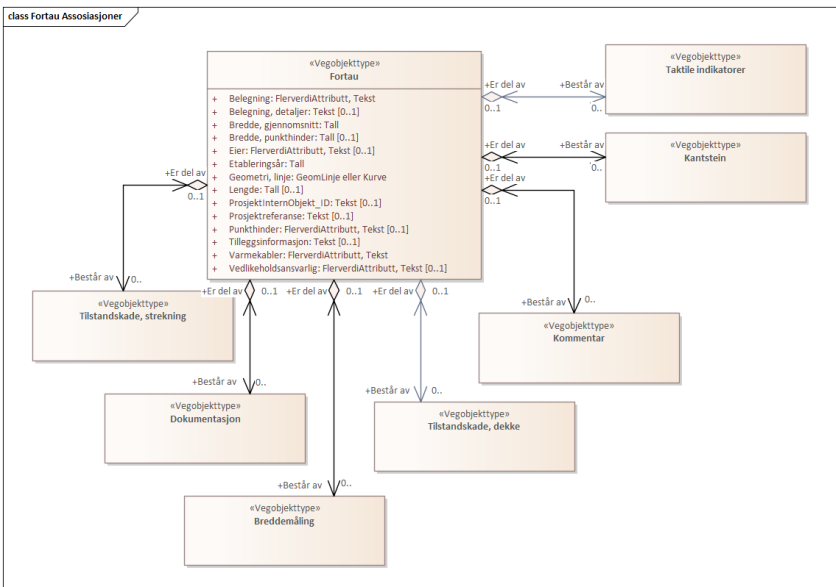 class Fortau Assosiasjoner
«Vegobjekttype»
Fortau
+ Belegning: FlerverdiAttributt, Tekst
+ Belegning, detaljer: Tekst [0..1]
+ Bredde, gjennomsnitt: Tall
+ Bredde, punkthinder: Tall [0..1]
+ Eier: FlerverdiAttributt, Tekst [0..1]
+ Etableringsår: Tall
+ Geometri, linje: GeomLinje eller Kurve
+ Lengde: Tall [0..1]
+ ProsjektInternObjekt_ID: Tekst [0..1]
+ Prosjektreferanse: Tekst [0..1]
+ Punkthinder: FlerverdiAttributt, Tekst [0..1]
+ Tilleggsinformasjon: Tekst [0..1]
+ Varmekabler: FlerverdiAttributt, Tekst
+ Vedlikeholdsansvarlig: FlerverdiAttributt, Tekst [0..1]
+Er del av
0..1
+Består av
0..
«Vegobjekttype»
Taktile indikatorer
+Er del av
0..1
+Består av
0..
«Vegobjekttype»
Kantstein
+Er del av
0..1
+Består av
0..
«Vegobjekttype»
Kommentar
+Er del av
0..1
+Består av
0..
«Vegobjekttype»
Tilstandskade, strekning
+Er del av
0..1
+Består av
0..
«Vegobjekttype»
Dokumentasjon
+Er del av
0..1
+Består av
0..
«Vegobjekttype»
Breddemåling
+Er del av
0..1
+Består av
0..
«Vegobjekttype»
Tilstandskade, dekke